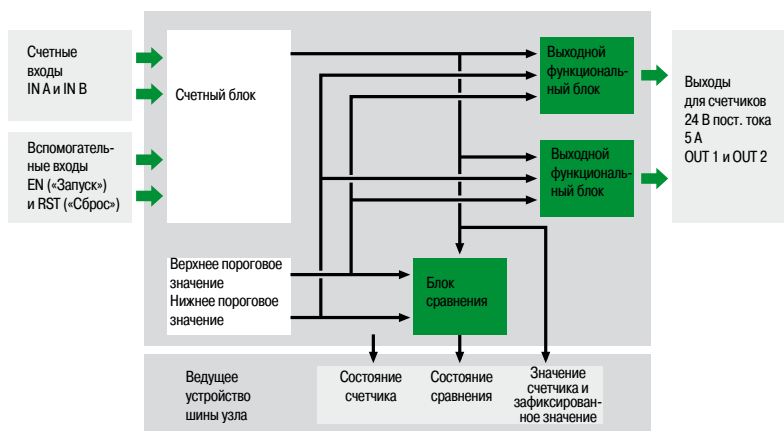 Счетные
входы
IN A и IN B
Вспомогатель-
ные входы
EN («Запуск»)
и RST («Сброс»)
Счетный блок
Верхнее пороговое
значение
Нижнее пороговое
значение
Выходной
функциональ-
ный блок
Выходной
функциональ-
ный блок
Блок
сравнения
Выходы
для счетчиков
24 В пост. тока
5 А
OUT 1 и OUT 2
Ведущее
устройство
шины узла
Состояние
счетчика
Состояние
сравнения
Значение
счетчика и
зафиксирован-
ное значение